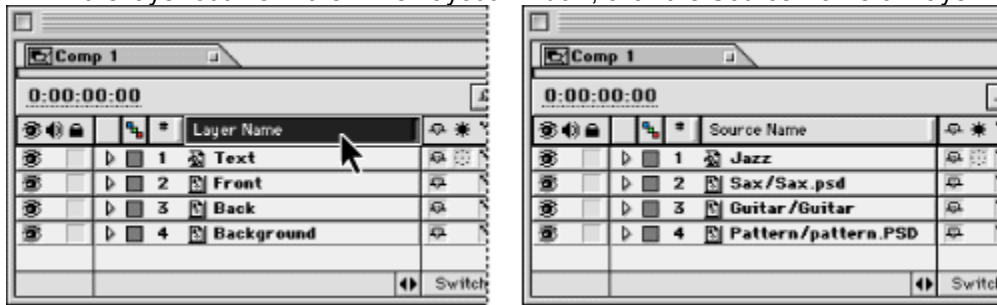 Comp 1
0:00:00:00
# Layer Name
1 Text
2 Front
3 Back
4 Background
Switch
Comp 1
0:00:00:00
# Source Name
1 Jazz
2 Sax/Sax.psd
3 Guitar/Guitar
4 Pattern/pattern.PSD